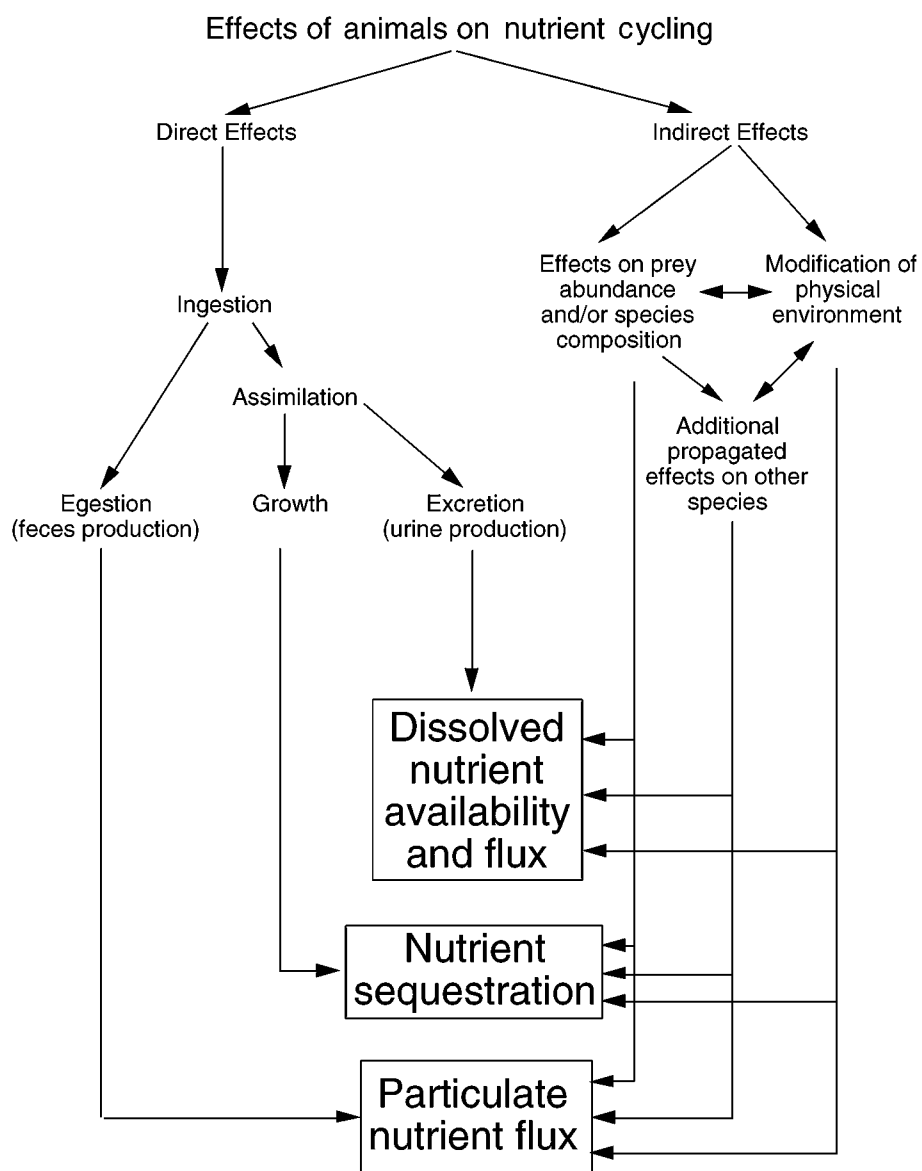 Effects of animals on nutrient cycling
Direct Effects
Indirect Effects
Effects on prey
abundance
and/or species
composition
Modification of
physical
environment
Ingestion
Assimilation
Additional
propagated
effects on other
species
Egestion
(feces production)
Growth
Excretion
(urine production)
Dissolved
nutrient
availability
and flux
Nutrient
sequestration
Particulate
nutrient flux